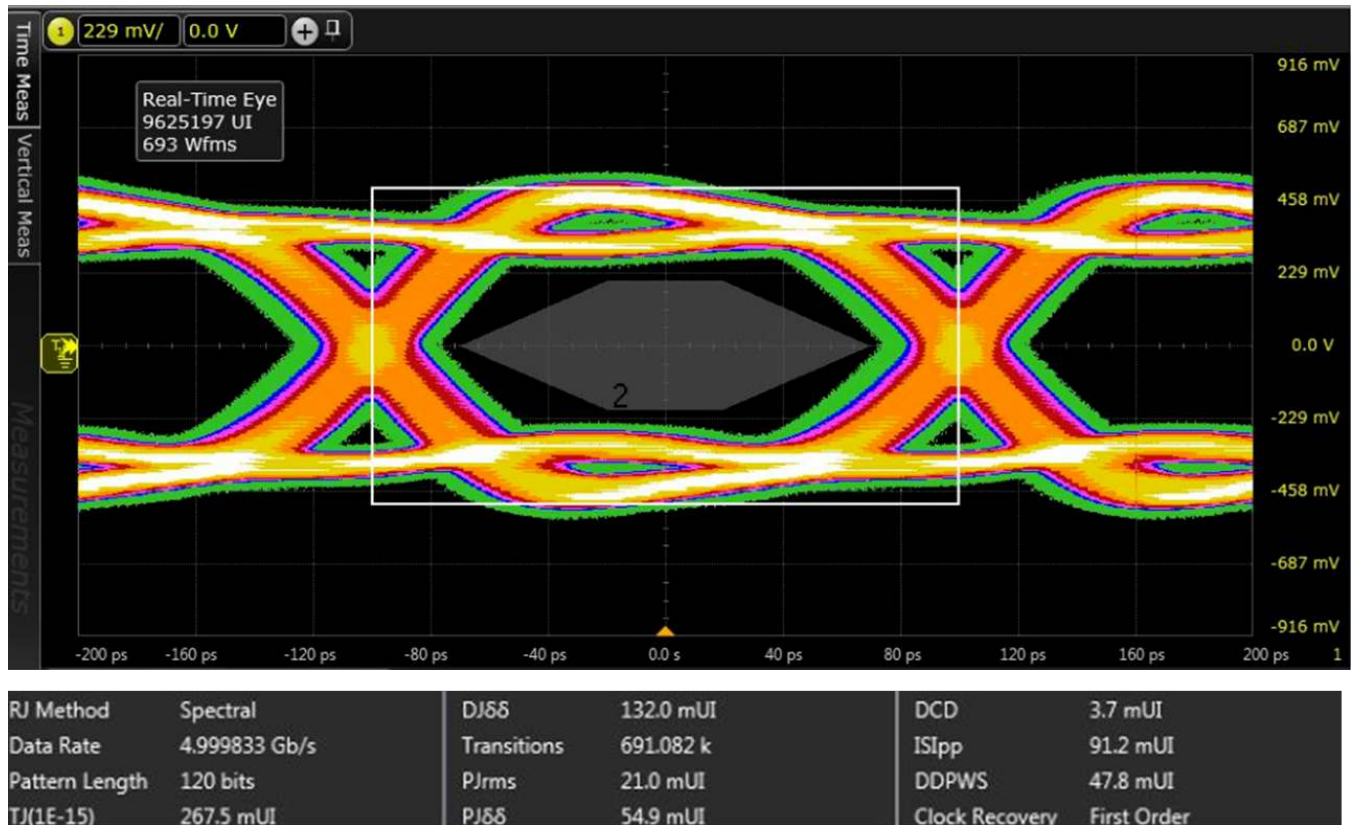 Time Meas
Vertical Meas
Measurements
1 229 mV/ 0.0 V +
Real-Time Eye
9625197 UI
693 Wfms
916 mV
687 mV
458 mV
229 mV
0.0 V
-229 mV
-458 mV
-687 mV
-916 mV
2
-200 ps -160 ps -120 ps -80 ps -40 ps 0.0 s 40 ps 80 ps 120 ps 160 ps 200 ps 1
RJ Method Spectral DJδδ 132.0 mUI DCD 3.7 mUI
Data Rate 4.999833 Gb/s Transitions 691.082 k ISIpp 91.2 mUI
Pattern Length 120 bits PJrms 21.0 mUI DDPWS 47.8 mUI
TJ(1E-15) 267.5 mUI PJδδ 54.9 mUI Clock Recovery First Order